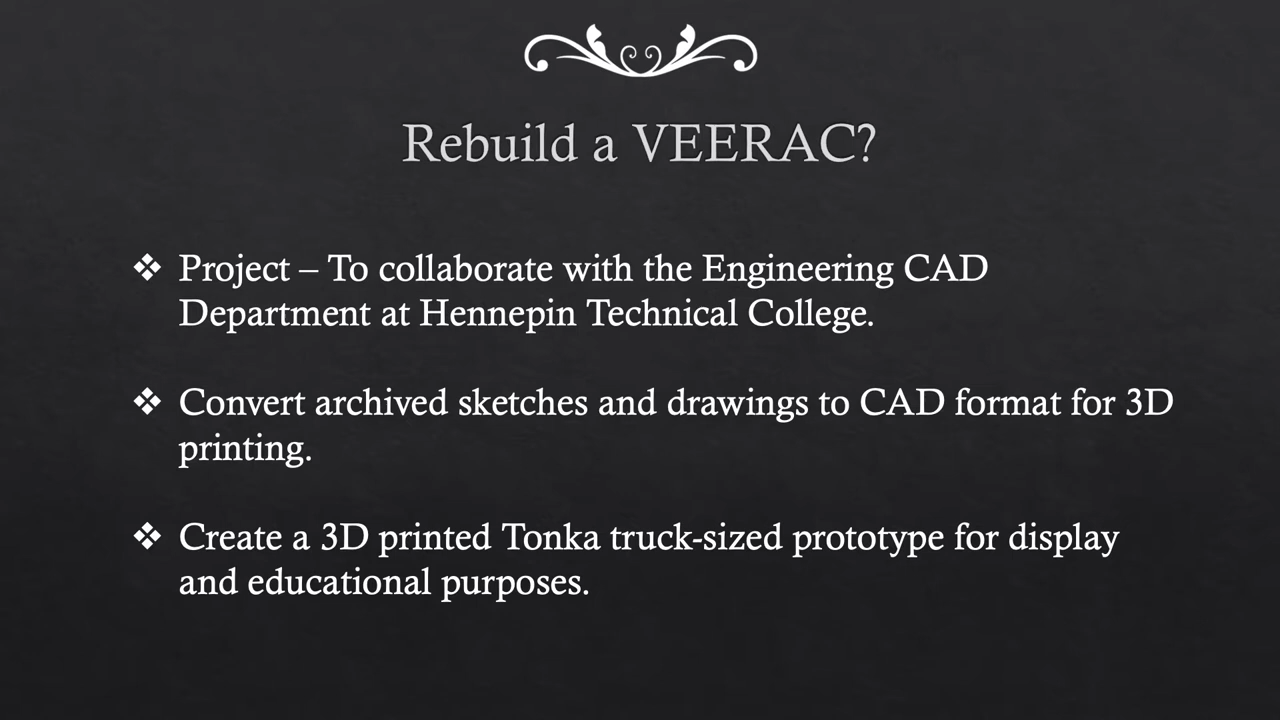 Rebuild a VEERAC?
❖ Project – To collaborate with the Engineering CAD
Department at Hennepin Technical College.
❖ Convert archived sketches and drawings to CAD format for 3D
printing.
❖ Create a 3D printed Tonka truck-sized prototype for display
and educational purposes.